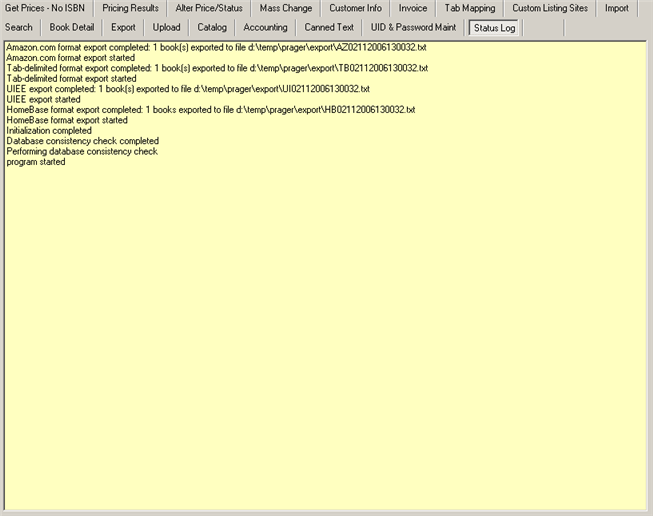 Get Prices - No ISBN Pricing Results Alter Price/Status Mass Change Customer Info Invoice Tab Mapping Custom Listing Sites Import
Search Book Detail Export Upload Catalog Accounting Canned Text UID & Password Maint Status Log
Amazon.com format export completed: 1 book(s) exported to file d:\temp\prager\export\AZ02112006130032.txt
Amazon.com format export started
Tab-delimited format export completed: 1 book(s) exported to file d:\temp\prager\export\TB02112006130032.txt
Tab-delimited format export started
UIEE export completed: 1 book(s) exported to file d:\temp\prager\export\UI02112006130032.txt
UIEE export started
HomeBase format export completed: 1 books exported to file d:\temp\prager\export\HB02112006130032.txt
HomeBase format export started
Initialization completed
Database consistency check completed
Performing database consistency check
program started